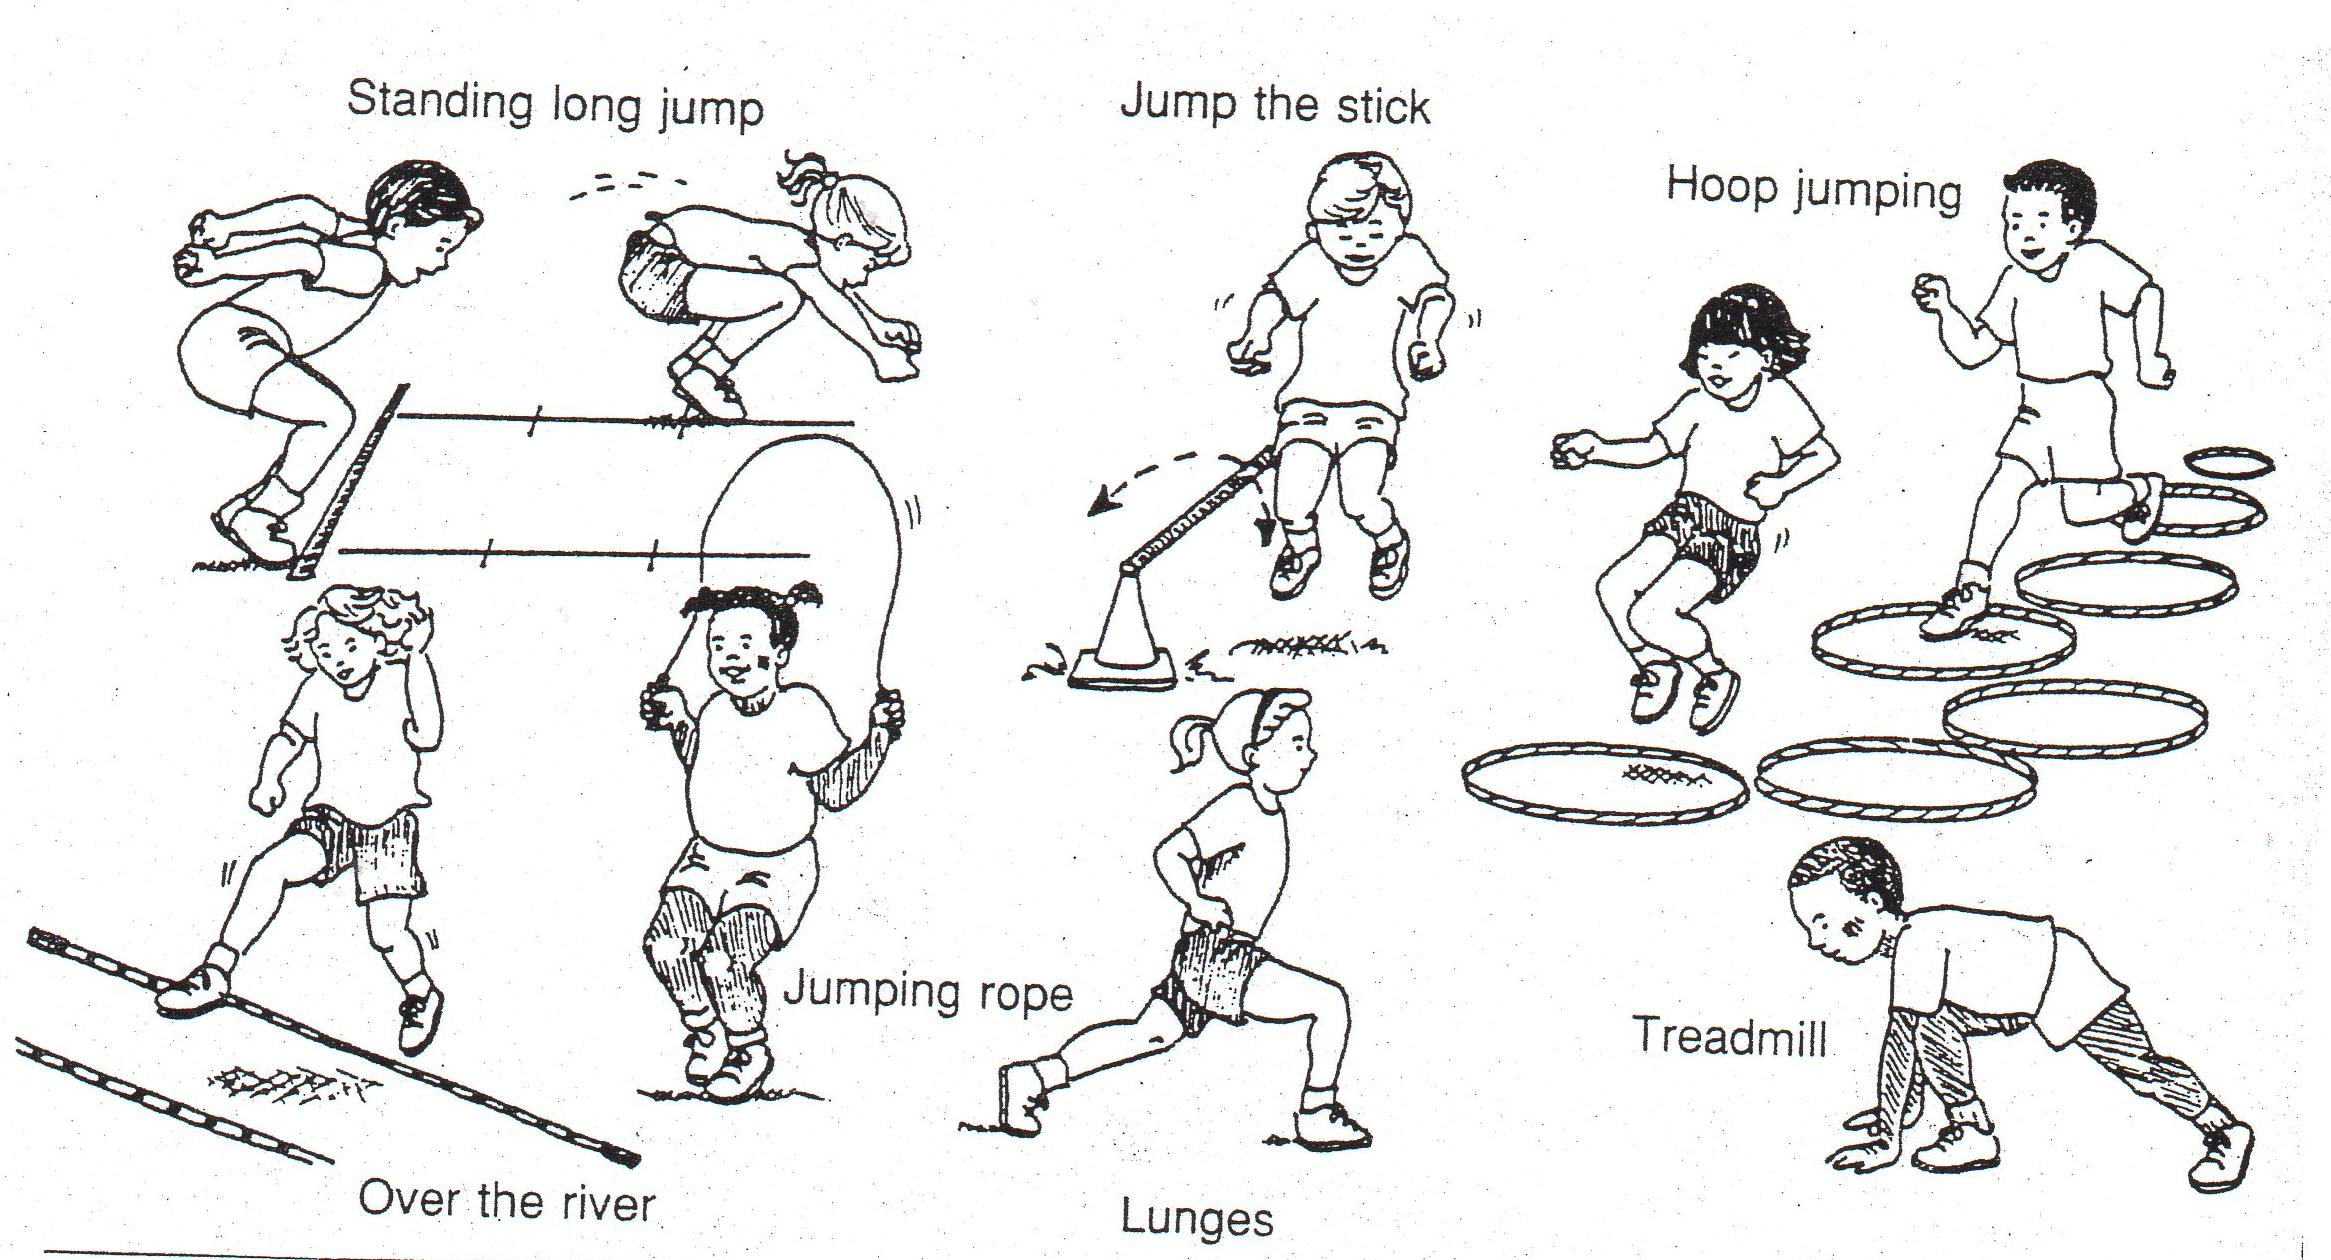 Standing long jump
Jump the stick
Hoop jumping
Jumping rope
Treadmill
Over the river
Lunges